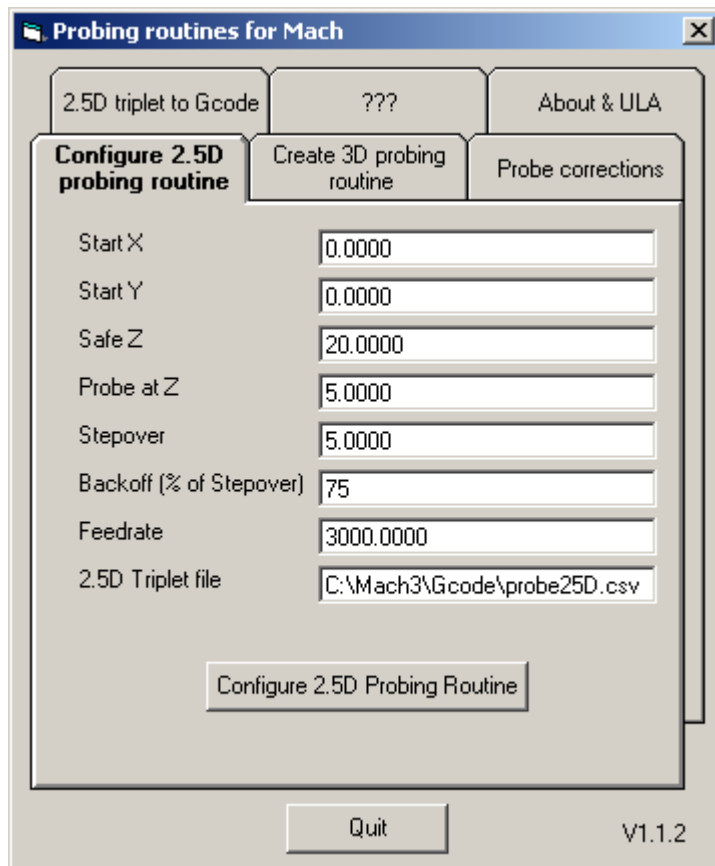 Probing routines for Mach
2.5D triplet to Gcode
???
About & ULA
Configure 2.5D
probing routine
Create 3D probing
routine
Probe corrections
Start X
0.0000
Start Y
0.0000
Safe Z
20.0000
Probe at Z
5.0000
Stepover
5.0000
Backoff (% of Stepover)
75
Feedrate
3000.0000
2.5D Triplet file
C:\Mach3\Gcode\probe25D.csv
Configure 2.5D Probing Routine
Quit
V1.1.2